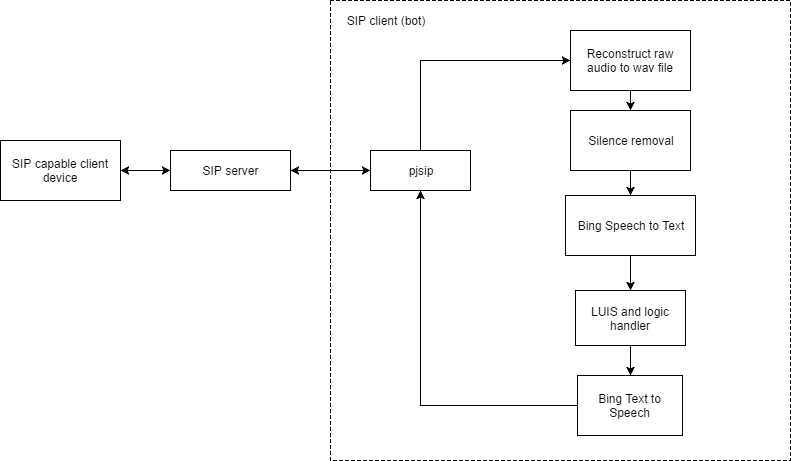 SIP client (bot)
Reconstruct raw
audio to wav file
Silence removal
SIP capable client
device
SIP server
pjsip
Bing Speech to Text
LUIS and logic
handler
Bing Text to
Speech